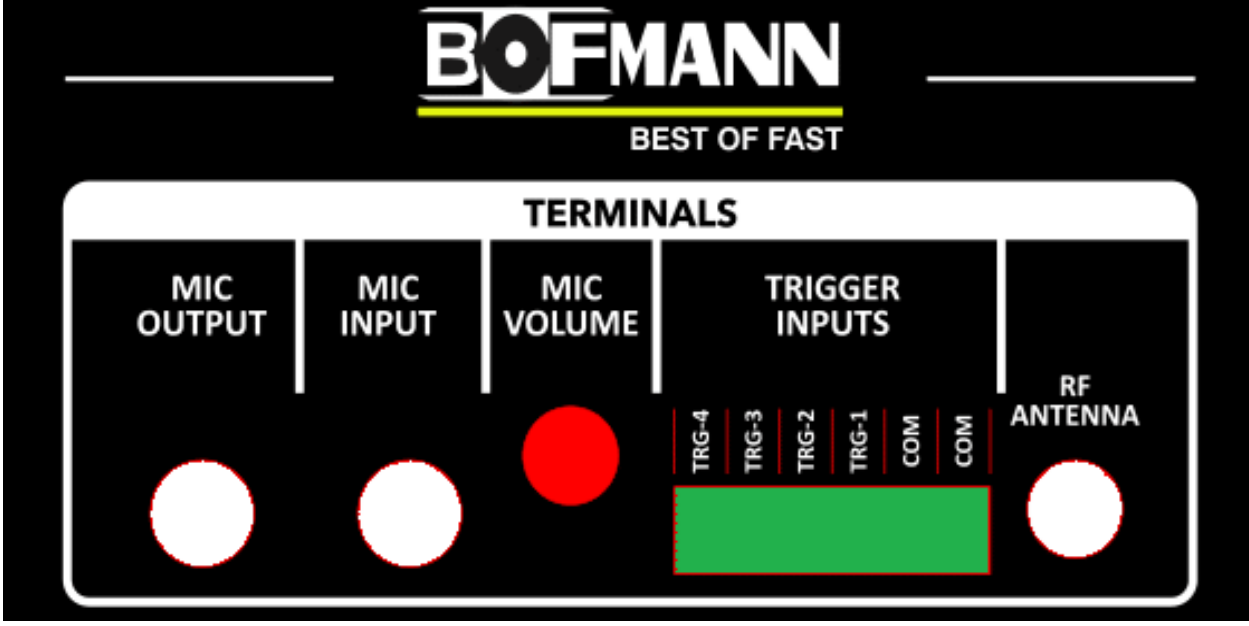 BOFMANN
BEST OF FAST
TERMINALS
MIC
OUTPUT
MIC
INPUT
MIC
VOLUME
TRIGGER
INPUTS
TRG-4
TRG-3
TRG-2
TRG-1
COM
COM
RF
ANTENNA